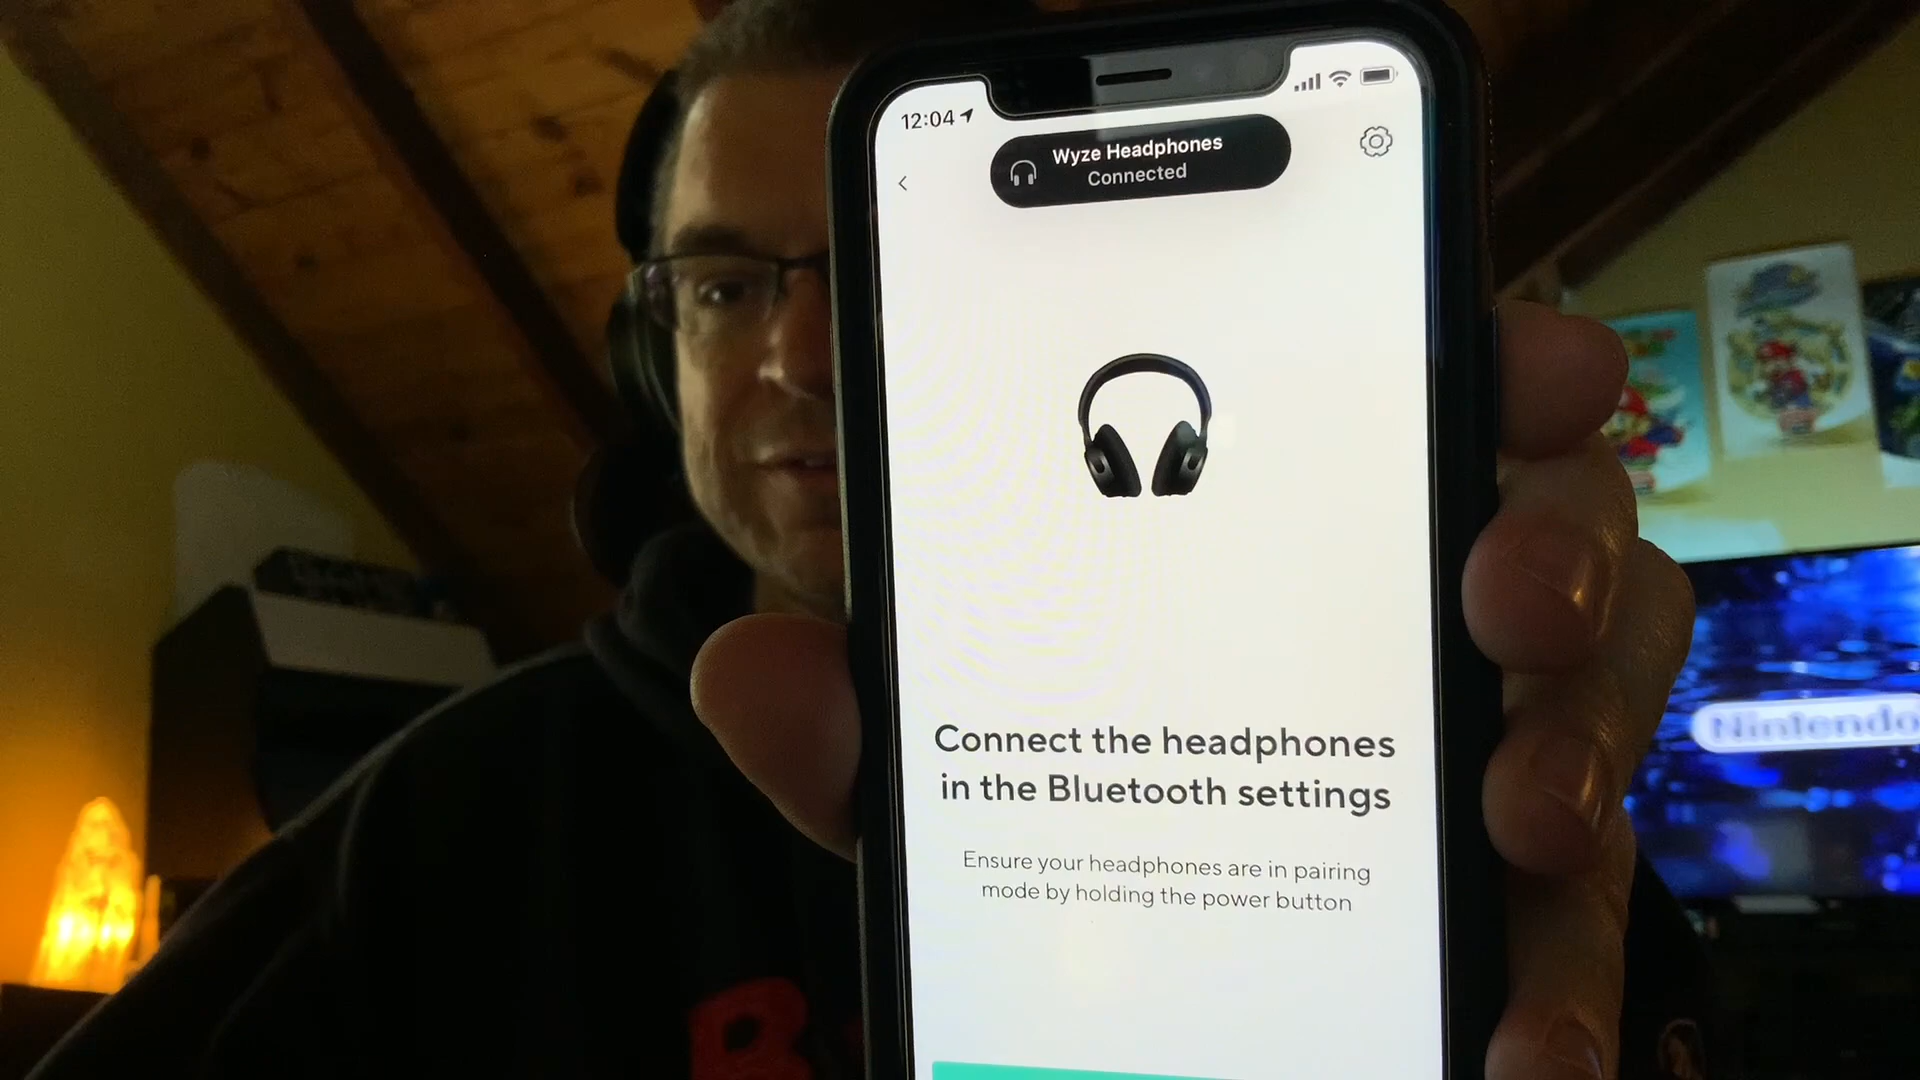 12:04
Wyze Headphones
Connected
Connect the headphones
in the Bluetooth settings
Ensure your headphones are in pairing
mode by holding the power button
Nintendo
B